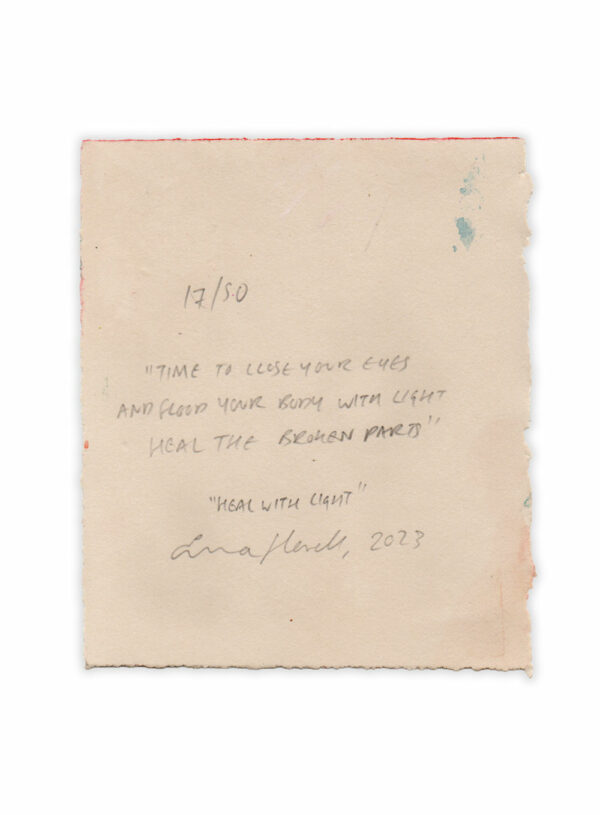 17/50
"TIME TO CLOSE YOUR EYES
AND FLOOD YOUR BODY WITH LIGHT
HEAL THE BROKEN PARTS"
"HEAL WITH LIGHT"
2023